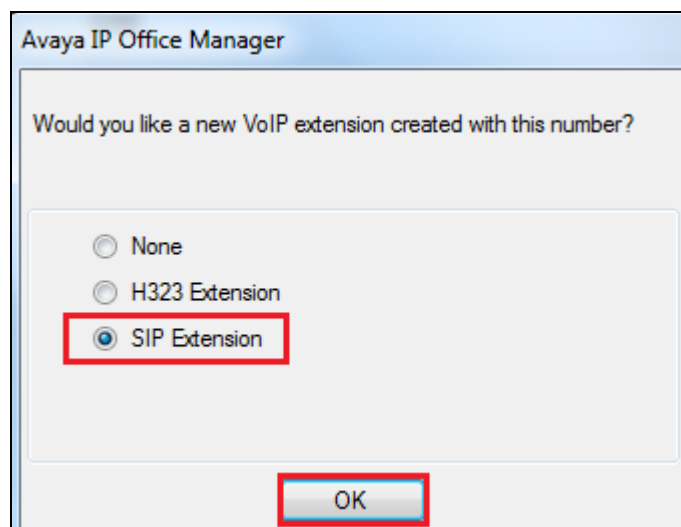 Avaya IP Office Manager
Would you like a new VoIP extension created with this number?
None
H323 Extension
SIP Extension
OK